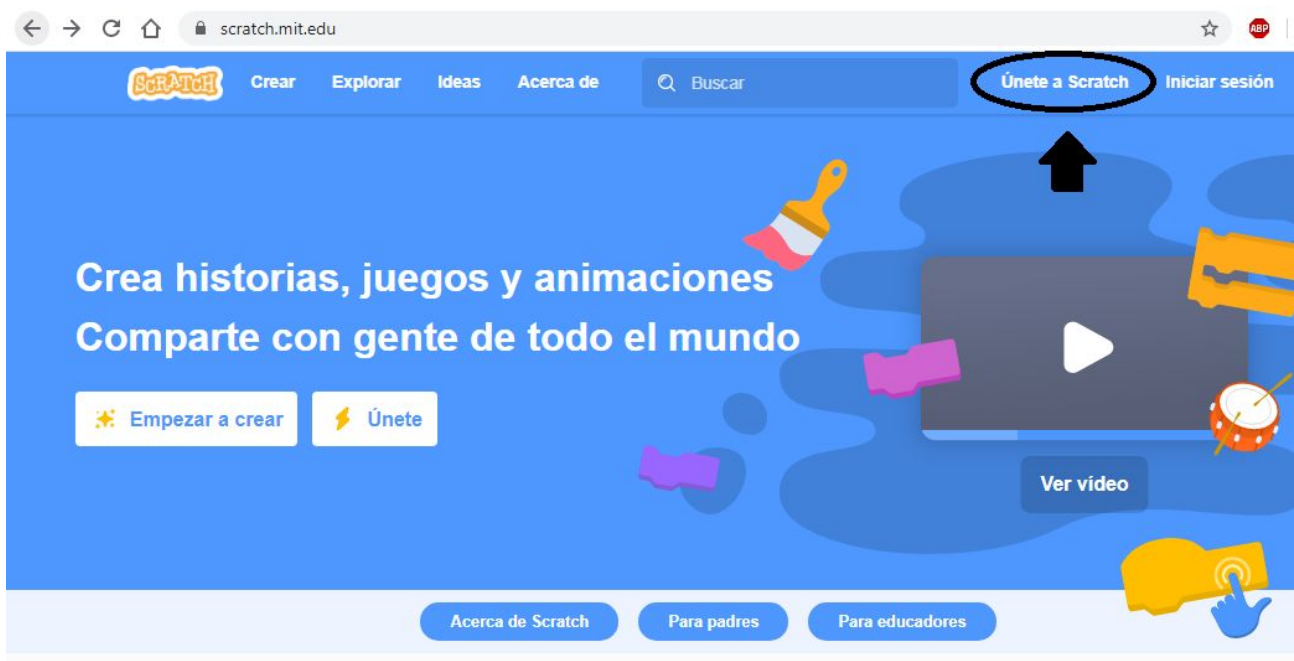 scratch.mit.edu
ABP
SCRATCH Crear Explorar Ideas Acerca de Buscar Únete a Scratch Iniciar sesión
Crea historias, juegos y animaciones
Comparte con gente de todo el mundo
Empezar a crear Únete
Ver vídeo
Acerca de Scratch Para padres Para educadores